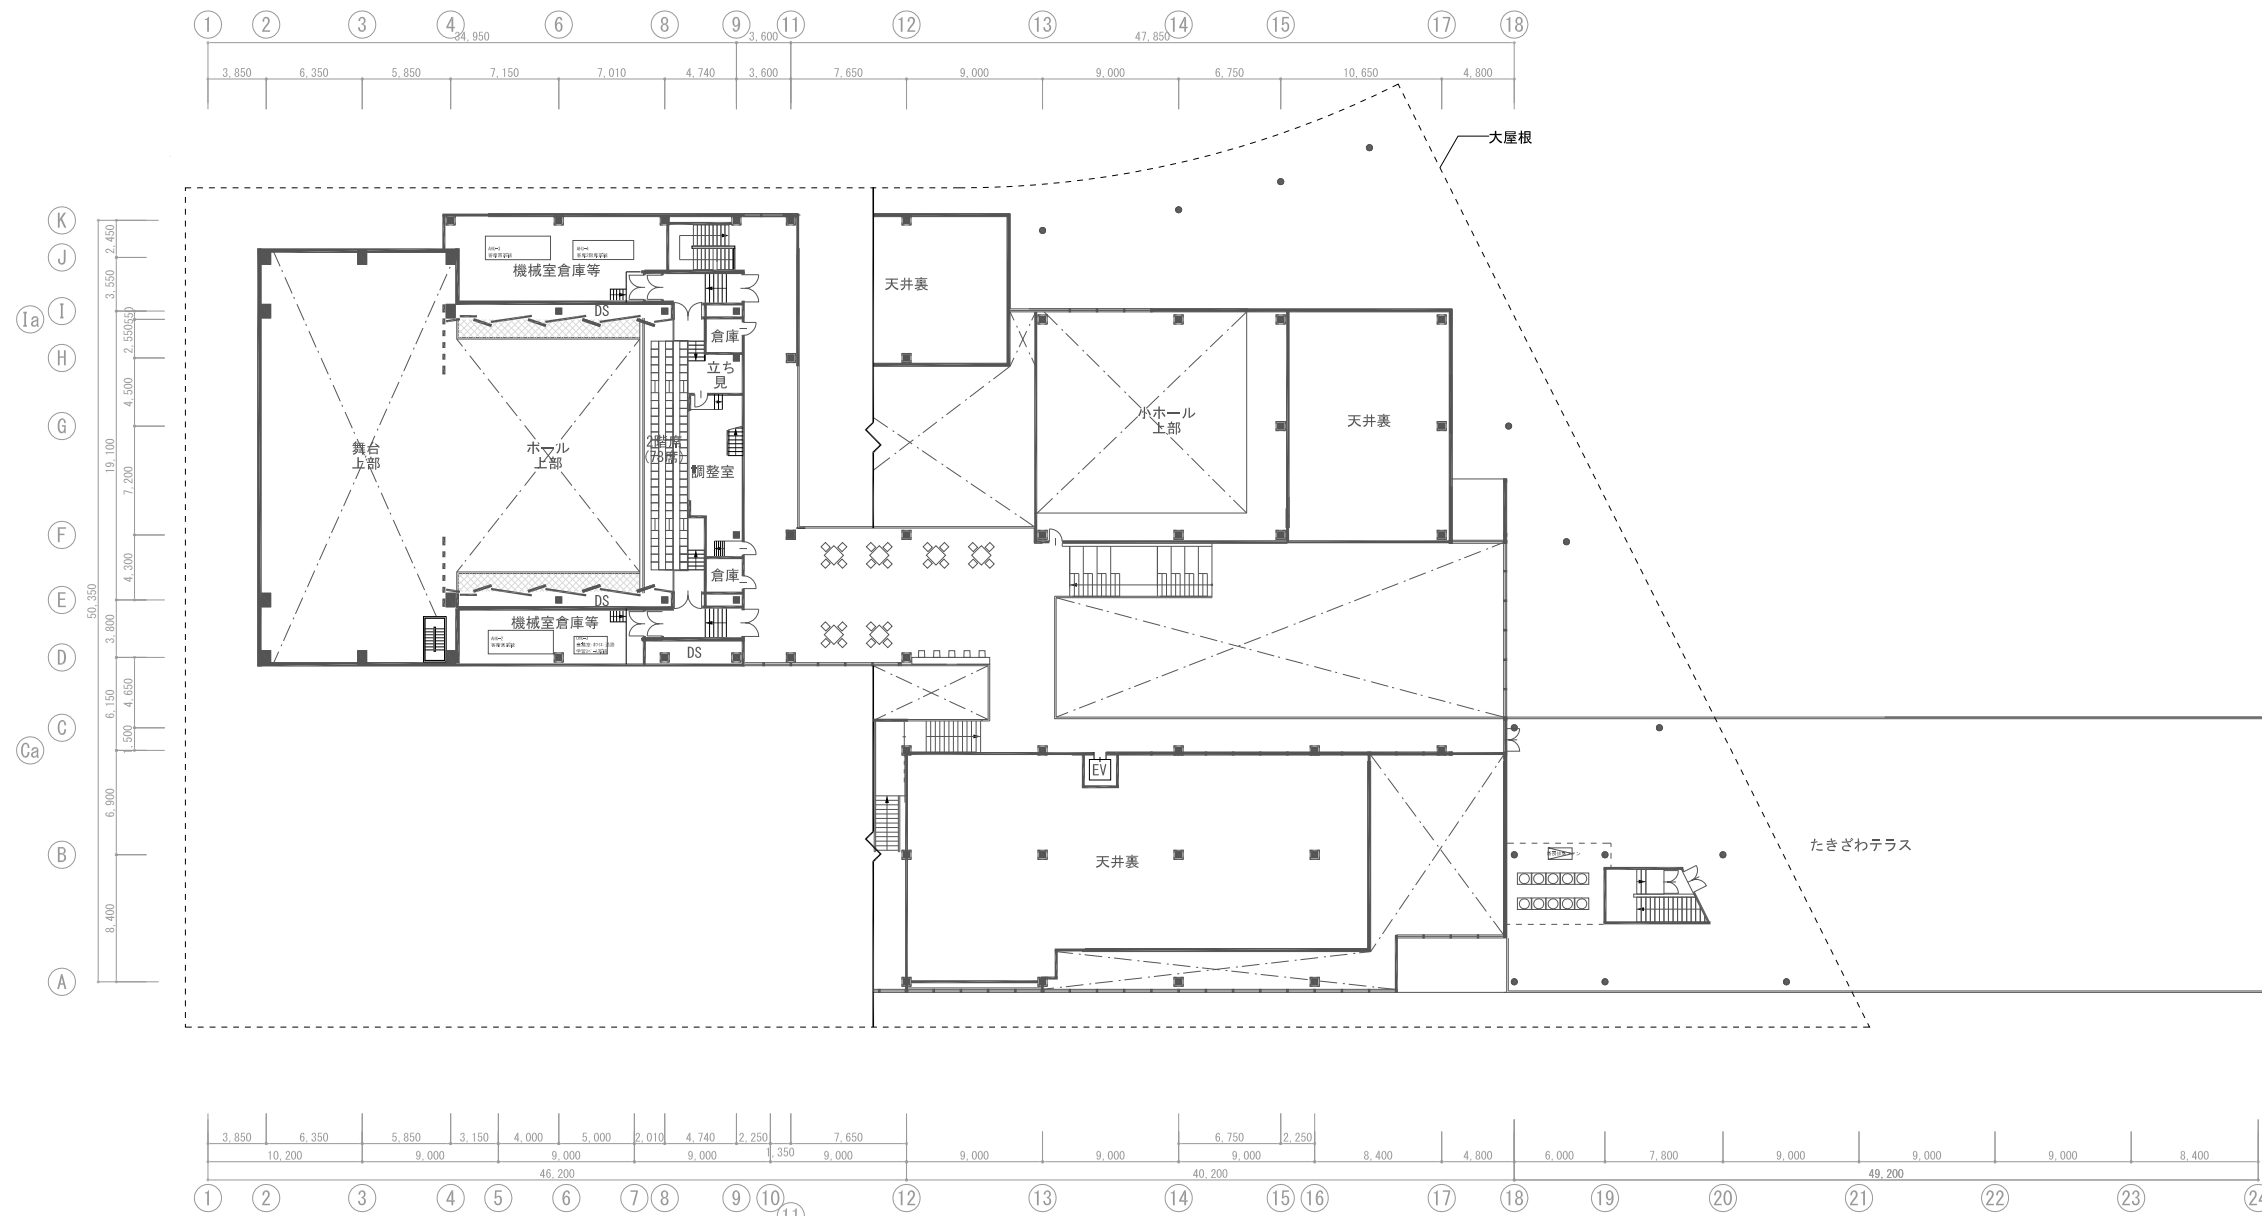 1 2 3 4 6 8 9 11 12 13 14 15 17 18
34,950 3,600 47,850
3,850 6,350 5,850 7,150 7,010 4,740 3,600 7,650 9,000 9,000 6,750 10,650 4,800
大屋根
K
J
I
Ia
H
G
F
E
D
C
Ca
B
A
2,450
3,550
550
2,550
4,500
19,100
7,200
4,300
50,350
3,800
4,650
6,150
1,500
6,900
8,400
機械室倉庫等
天井裏
DS
倉庫
立ち
見
舞台
上部
ホール
上部
2階席
(78席)
調整室
小ホール
上部
天井裏
倉庫
DS
機械室倉庫等
DS
EV
天井裏
たきざわテラス
3,850 6,350 5,850 3,150 4,000 5,000 2,010 4,740 2,250 7,650 6,750 2,250
10,200 9,000 9,000 9,000 1,350 9,000 9,000 9,000 9,000 8,400 4,800 6,000 7,800 9,000 9,000 9,000 8,400
46,200 40,200 49,200
1 2 3 4 5 6 7 8 9 10 12 13 14 15 16 17 18 19 20 21 22 23 24
11